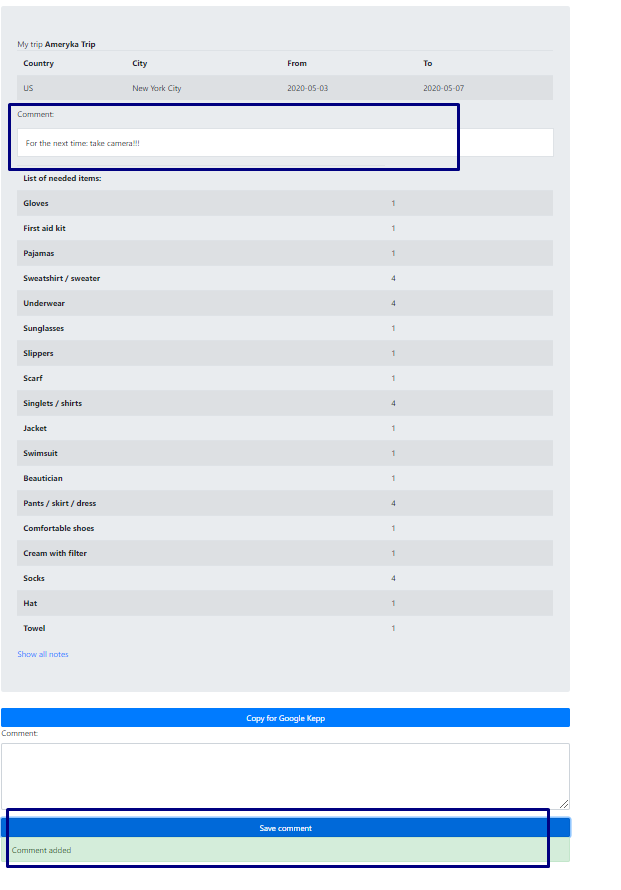 My trip Ameryka Trip
Country City From To
US New York City 2020-05-03 2020-05-07
Comment:
For the next time: take camera!!!
List of needed items:
Gloves 1
First aid kit 1
Pajamas 1
Sweatshirt / sweater 4
Underwear 4
Sunglasses 1
Slippers 1
Scarf 1
Singlets / shirts 4
Jacket 1
Swimsuit 1
Beautician 1
Pants / skirt / dress 4
Comfortable shoes 1
Cream with filter 1
Socks 4
Hat 1
Towel 1
Show all notes
Copy for Google Kepp
Comment:
Save comment
Comment added